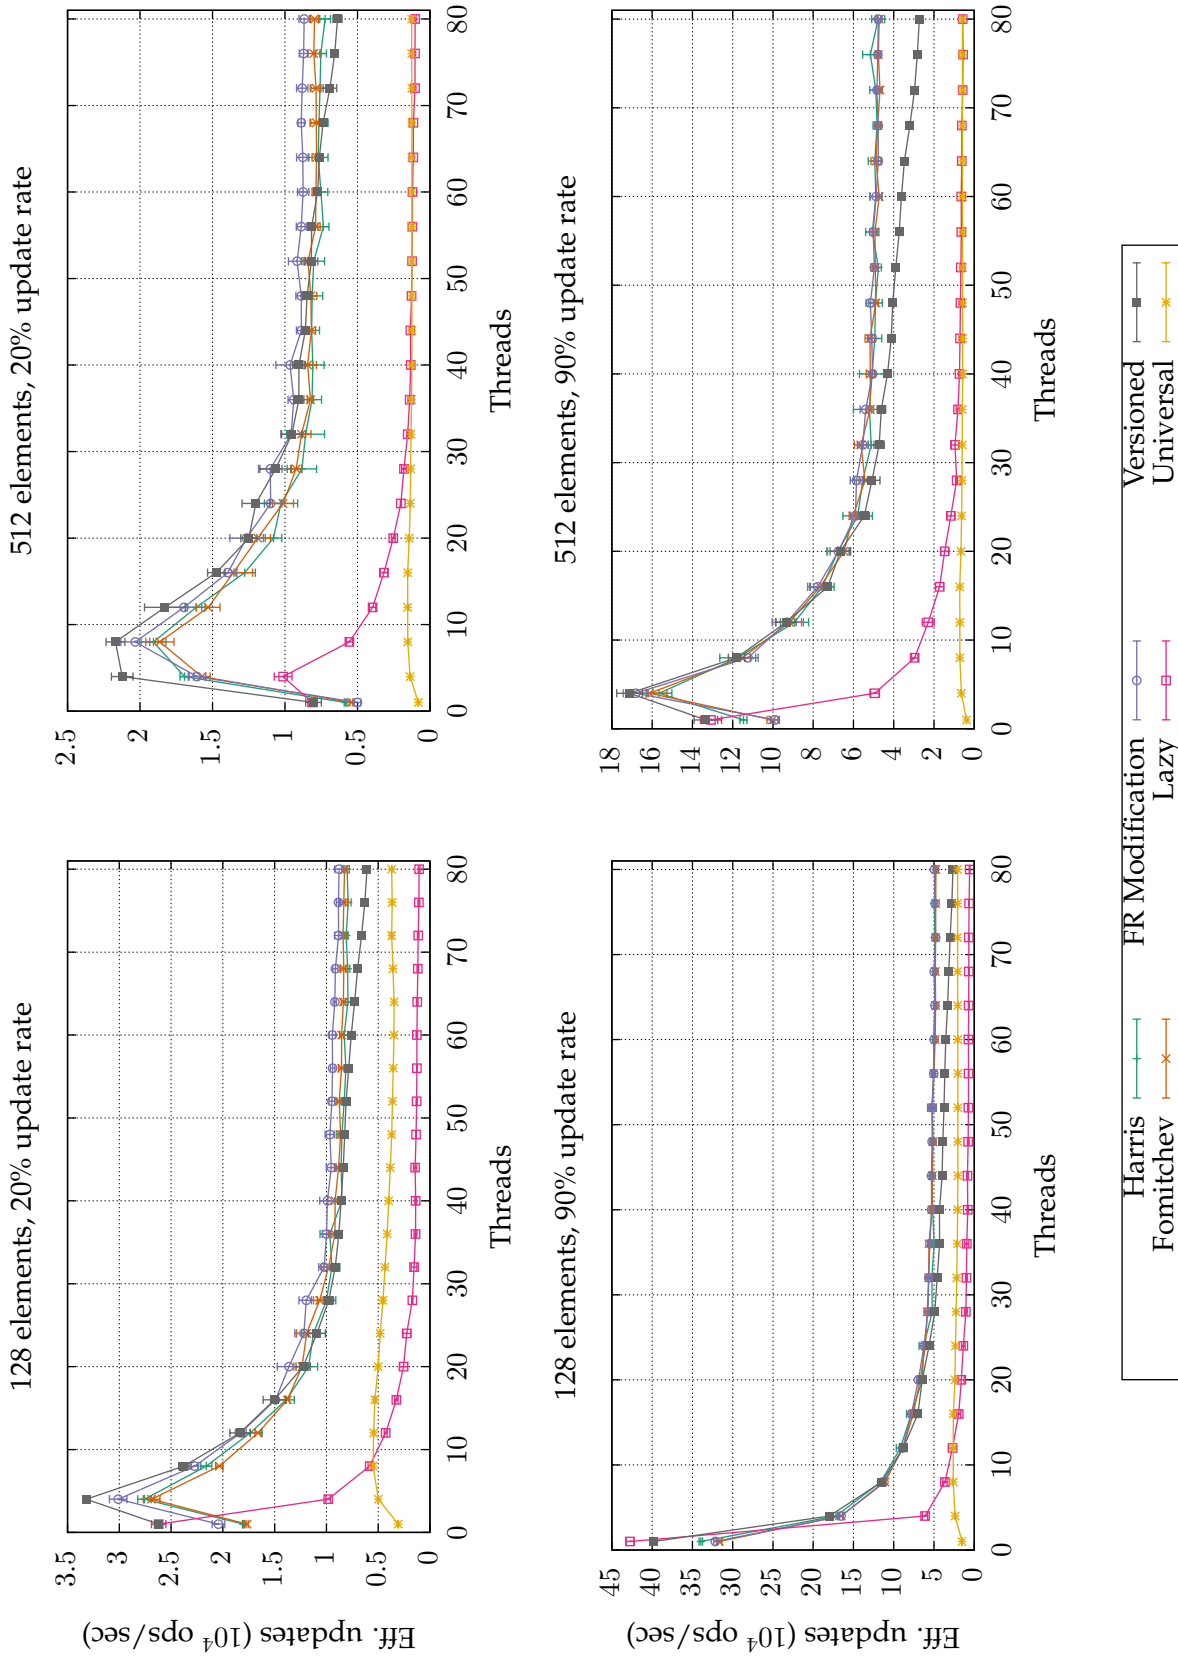 128 elements, 20% update rate
Eff. updates (10⁴ ops/sec)
3.5
3
2.5
2
1.5
1
0.5
0
0 10 20 30 40 50 60 70 80
Threads
512 elements, 20% update rate
2.5
2
1.5
1
0.5
0
0 10 20 30 40 50 60 70 80
Threads
128 elements, 90% update rate
Eff. updates (10⁴ ops/sec)
45
40
35
30
25
20
15
10
5
0
0 10 20 30 40 50 60 70 80
Threads
512 elements, 90% update rate
18
16
14
12
10
8
6
4
2
0
0 10 20 30 40 50 60 70 80
Threads
Harris FR Modification Versioned
Fomitchev Lazy Universal